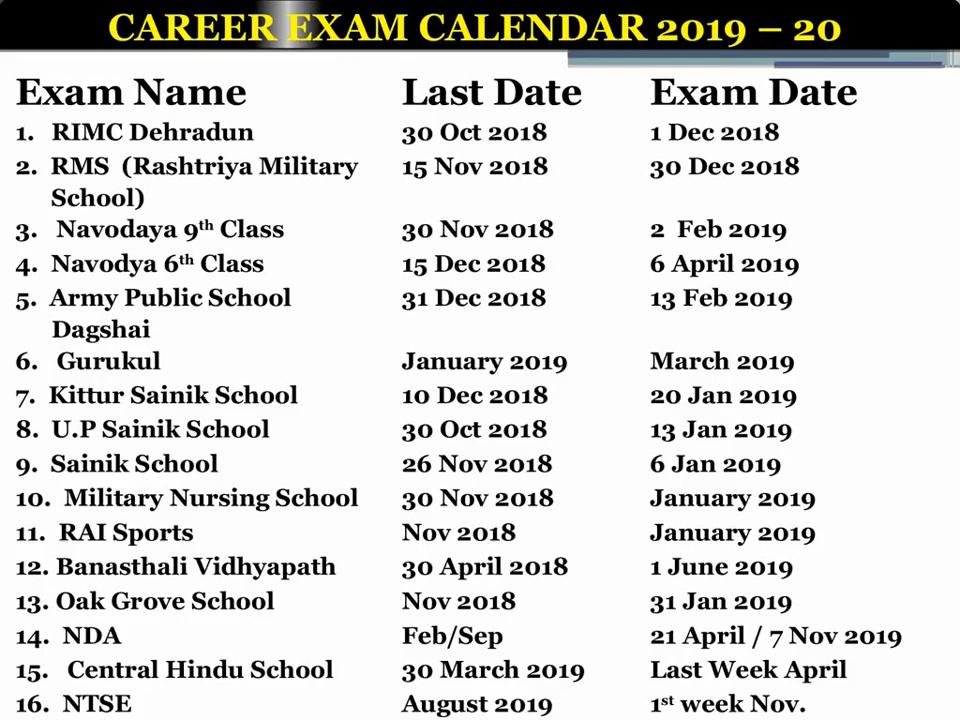 CAREER EXAM CALENDAR 2019 – 20
Exam Name Last Date Exam Date
1. RIMC Dehradun 30 Oct 2018 1 Dec 2018
2. RMS (Rashtriya Military 15 Nov 2018 30 Dec 2018
School)
3. Navodaya 9th Class 30 Nov 2018 2 Feb 2019
4. Navodya 6th Class 15 Dec 2018 6 April 2019
5. Army Public School 31 Dec 2018 13 Feb 2019
Dagshai
6. Gurukul January 2019 March 2019
7. Kittur Sainik School 10 Dec 2018 20 Jan 2019
8. U.P Sainik School 30 Oct 2018 13 Jan 2019
9. Sainik School 26 Nov 2018 6 Jan 2019
10. Military Nursing School 30 Nov 2018 January 2019
11. RAI Sports Nov 2018 January 2019
12. Banasthali Vidhyapath 30 April 2018 1 June 2019
13. Oak Grove School Nov 2018 31 Jan 2019
14. NDA Feb/Sep 21 April / 7 Nov 2019
15. Central Hindu School 30 March 2019 Last Week April
16. NTSE August 2019 1st week Nov.